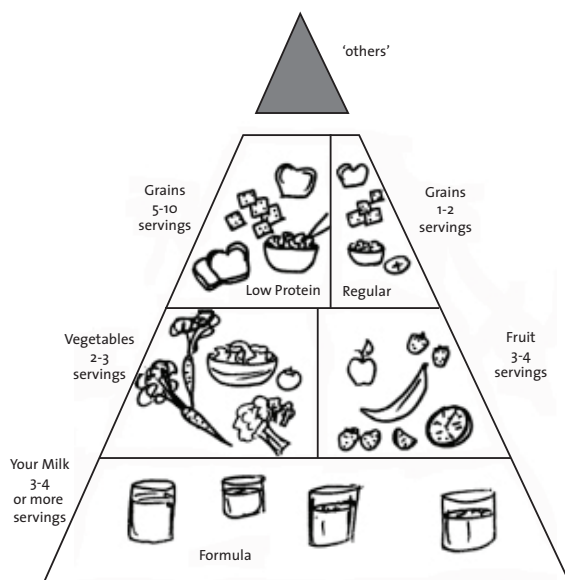 ‘others’
Grains
5-10
servings
Grains
1-2
servings
Low Protein
Regular
Vegetables
2-3
servings
Fruit
3-4
servings
Your Milk
3-4
or more
servings
Formula